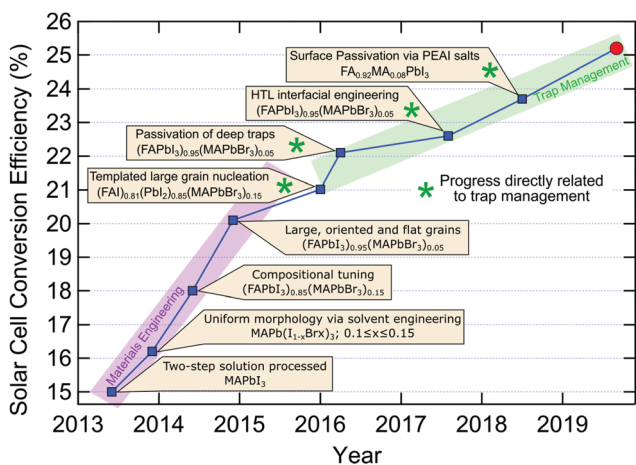 Solar Cell Conversion Efficiency (%)
26
25
24
23
22
21
20
19
18
17
16
15
2013
2014
2015
2016
2017
2018
2019
Year
Surface Passivation via PEAI salts
FA0.92MA0.08PbI3
Trap Management
HTL interfacial engineering
(FAPbI3)0.95(MAPbBr3)0.05
Passivation of deep traps
(FAPbI3)0.95(MAPbBr3)0.05
Templated large grain nucleation
(FAI)0.81(PbI2)0.85(MAPbBr3)0.15
* Progress directly related
to trap management
Large, oriented and flat grains
(FAPbI3)0.95(MAPbBr3)0.05
Compositional tuning
(FAPbI3)0.85(MAPbBr3)0.15
Materials Engineering
Uniform morphology via solvent engineering
MAPb(I1-xBrx)3; 0.1≤x≤0.15
Two-step solution processed
MAPbI3